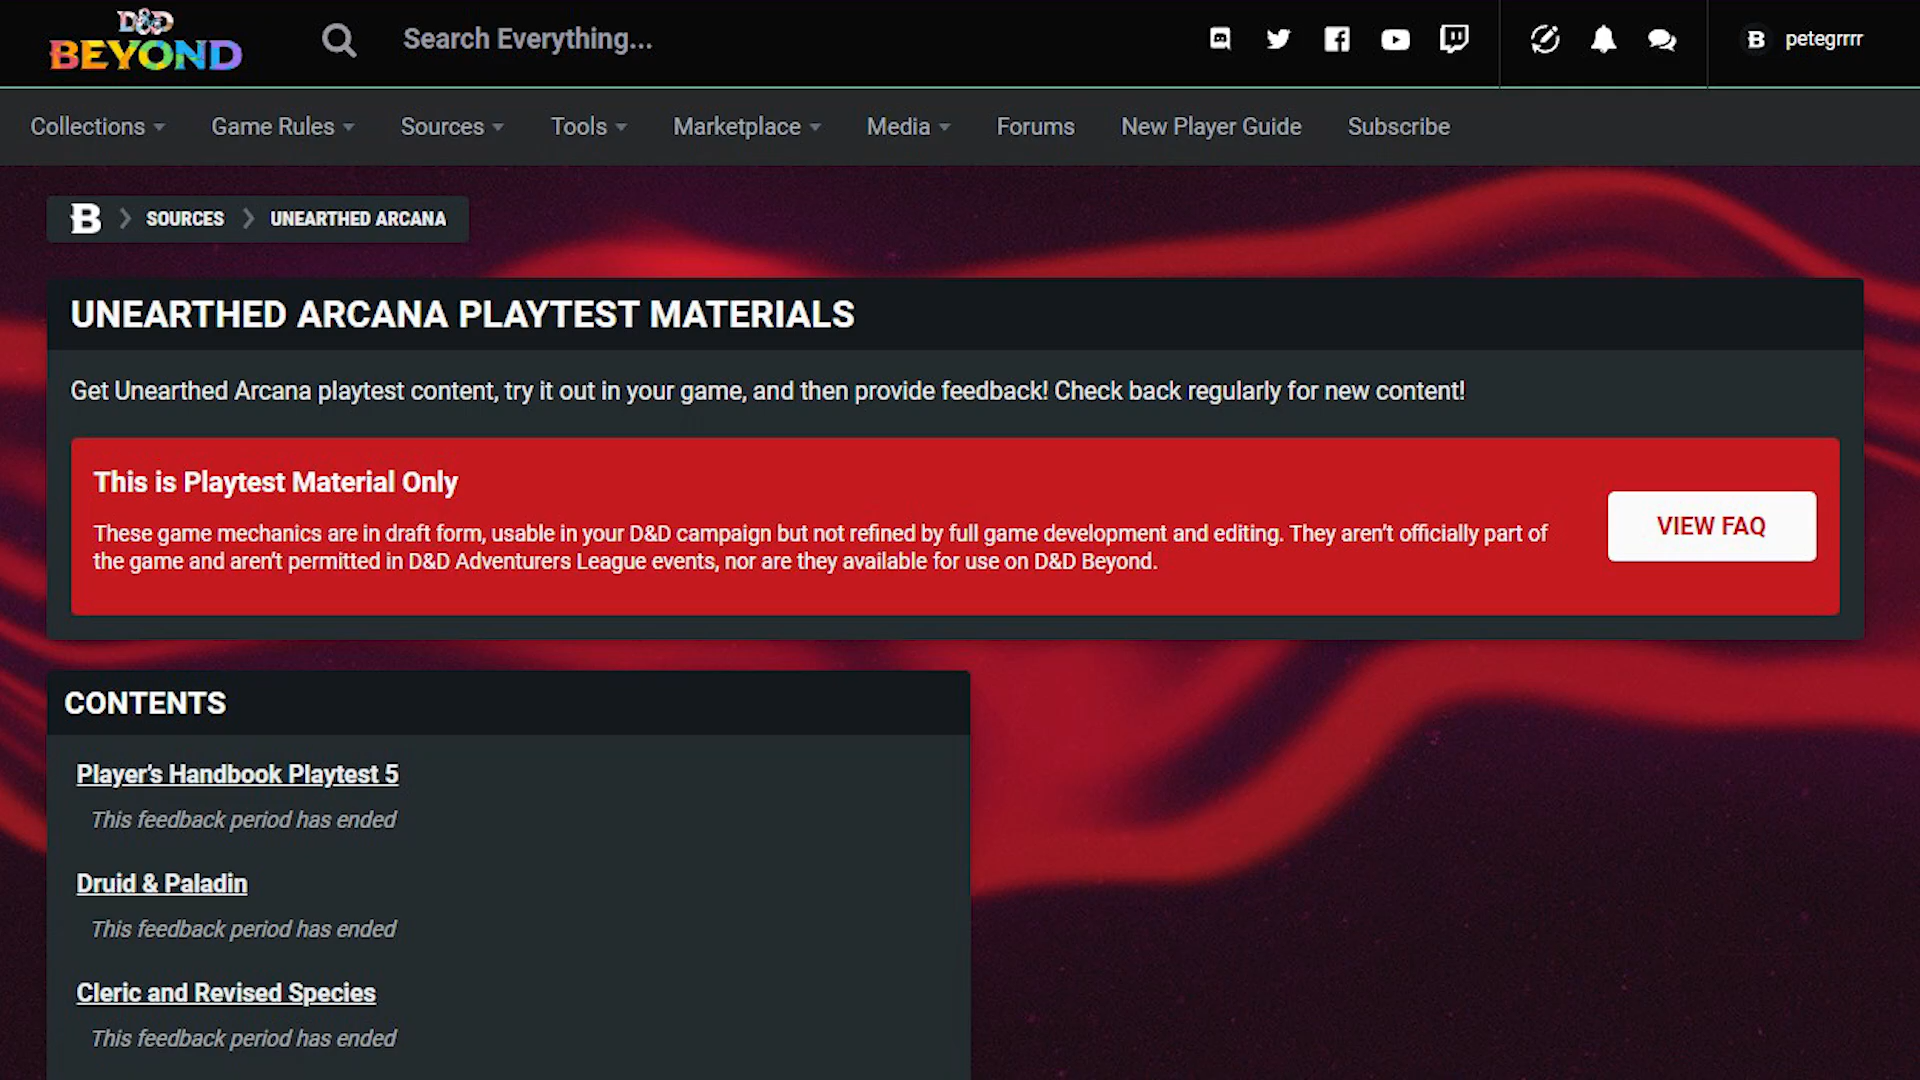 D&D
BEYOND
Search Everything...
petegrrrr
Collections
Game Rules
Sources
Tools
Marketplace
Media
Forums
New Player Guide
Subscribe
B
SOURCES
UNEARTHED ARCANA
UNEARTHED ARCANA PLAYTEST MATERIALS
Get Unearthed Arcana playtest content, try it out in your game, and then provide feedback! Check back regularly for new content!
This is Playtest Material Only
These game mechanics are in draft form, usable in your D&D campaign but not refined by full game development and editing. They aren’t officially part of
the game and aren’t permitted in D&D Adventurers League events, nor are they available for use on D&D Beyond.
VIEW FAQ
CONTENTS
Player’s Handbook Playtest 5
This feedback period has ended
Druid & Paladin
This feedback period has ended
Cleric and Revised Species
This feedback period has ended